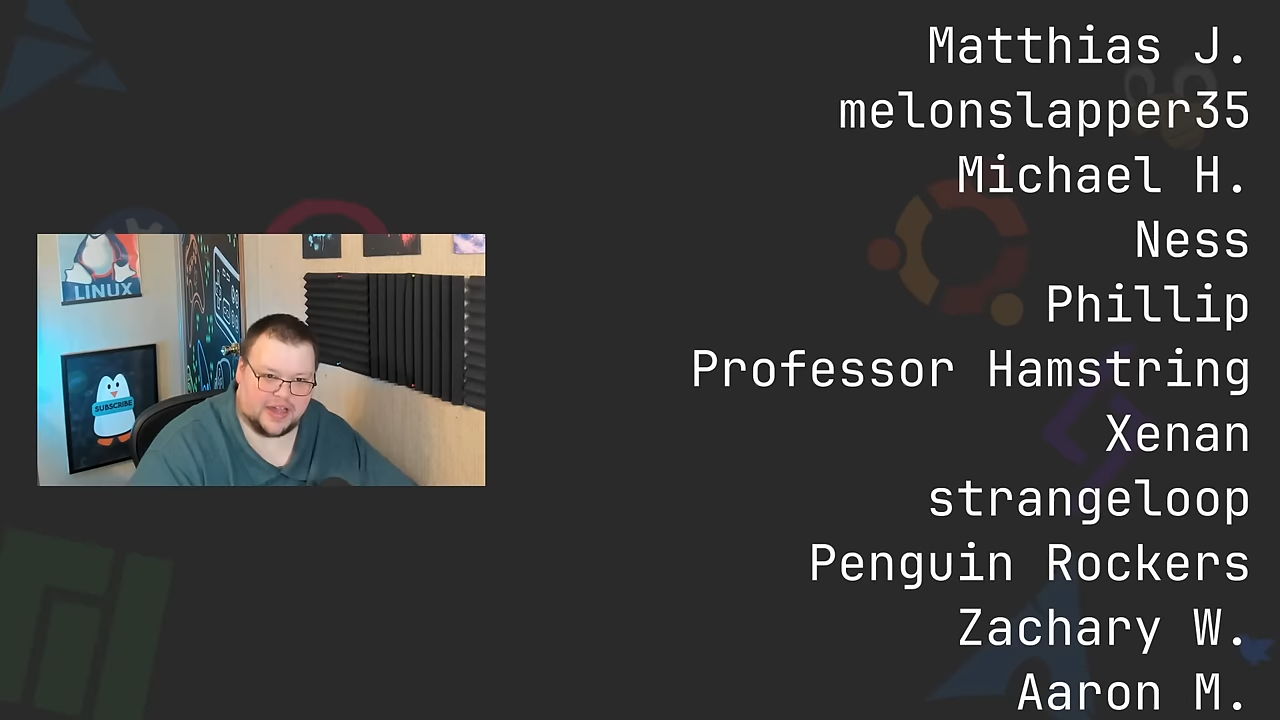 Matthias J.
melonslapper35
Michael H.
Ness
Phillip
Professor Hamstring
Xenan
strangeloop
Penguin Rockers
Zachary W.
Aaron M.
LINUX
SUBSCRIBE